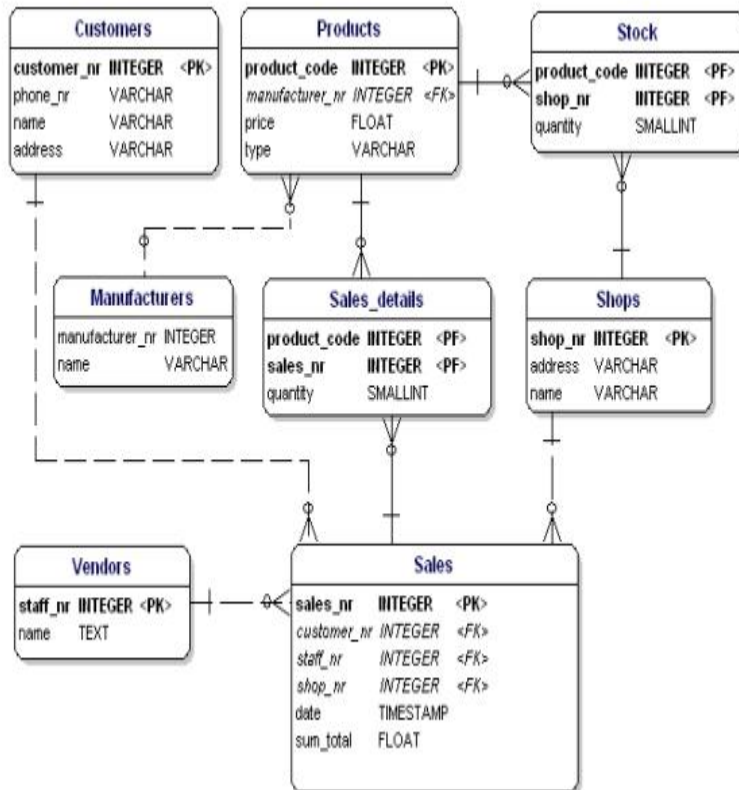 Customers
customer_nr INTEGER <PK>
phone_nr VARCHAR
name VARCHAR
address VARCHAR
Products
product_code INTEGER <PK>
manufacturer_nr INTEGER <FK>
price FLOAT
type VARCHAR
Stock
product_code INTEGER <PF>
shop_nr INTEGER <PF>
quantity SMALLINT
Manufacturers
manufacturer_nr INTEGER
name VARCHAR
Sales_details
product_code INTEGER <PF>
sales_nr INTEGER <PF>
quantity SMALLINT
Shops
shop_nr INTEGER <PK>
address VARCHAR
name VARCHAR
Vendors
staff_nr INTEGER <PK>
name TEXT
Sales
sales_nr INTEGER <PK>
customer_nr INTEGER <FK>
staff_nr INTEGER <FK>
shop_nr INTEGER <FK>
date TIMESTAMP
sum_total FLOAT